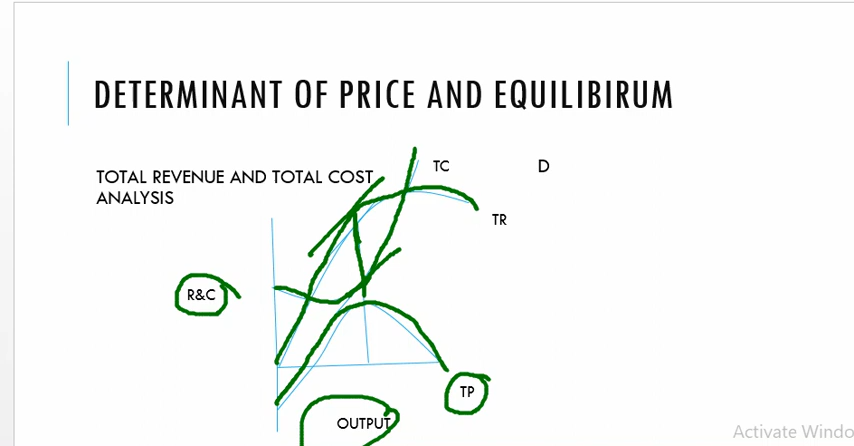 DETERMINANT OF PRICE AND EQUILIBIRUM
TOTAL REVENUE AND TOTAL COST
ANALYSIS
TC
D
TR
R&C
TP
OUTPUT
Activate Windo